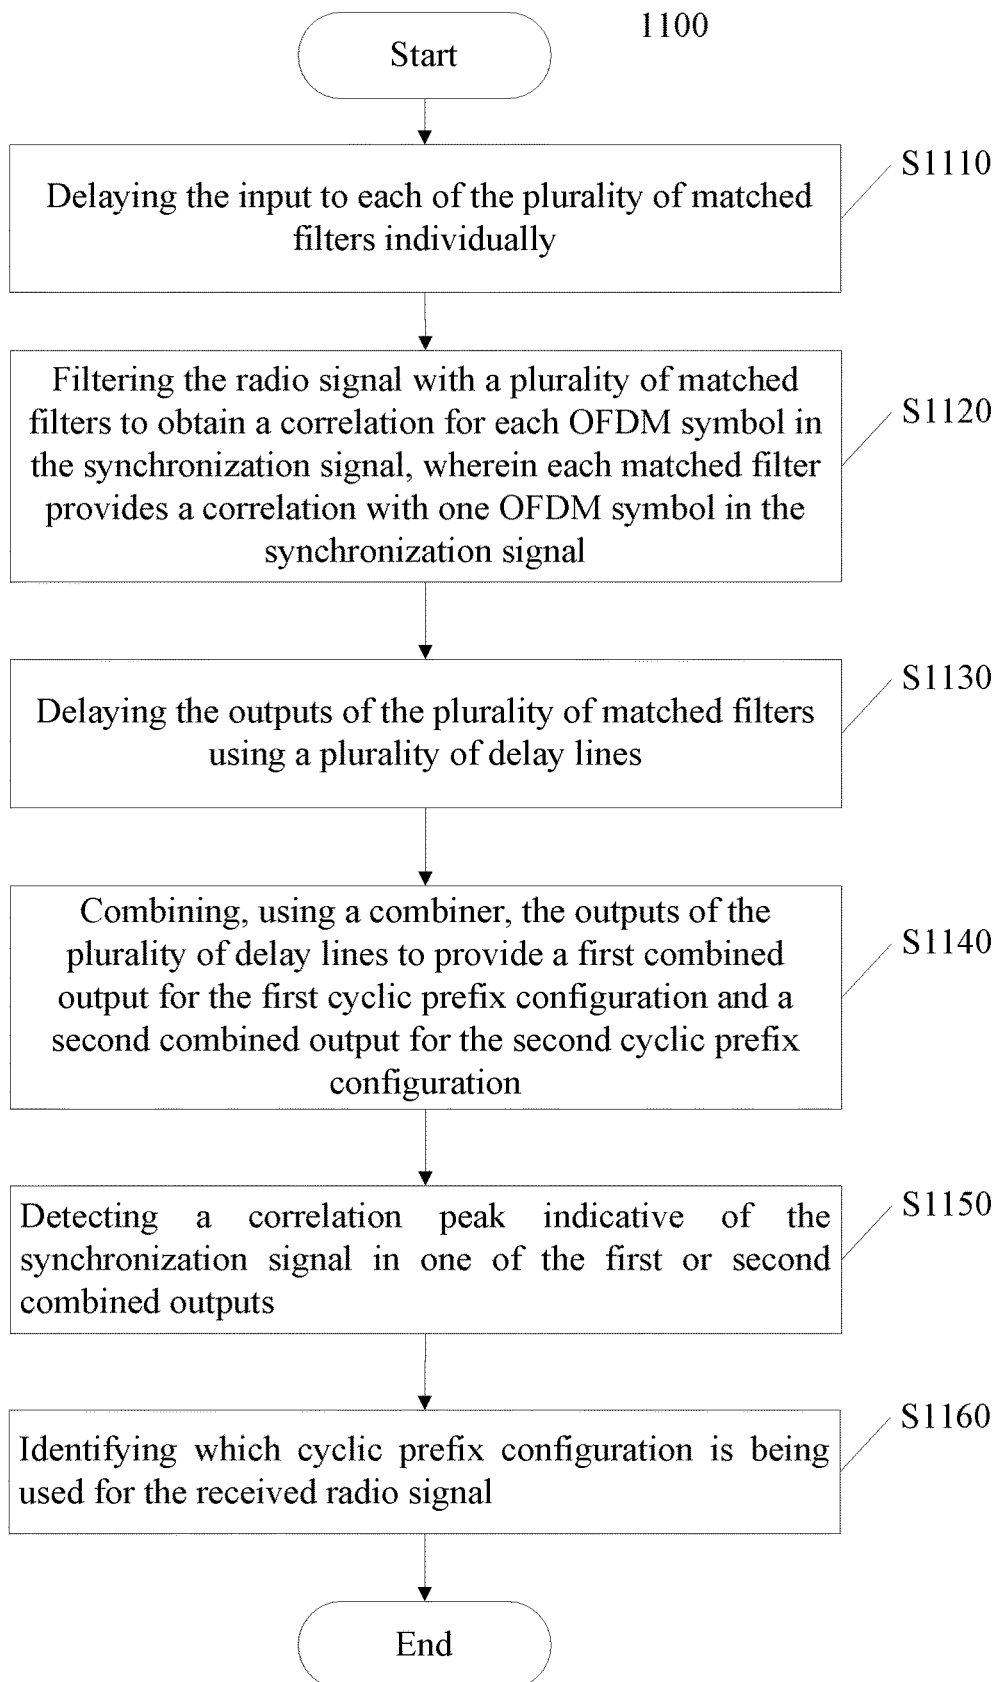 1100
Start
S1110
Delaying the input to each of the plurality of matched
filters individually
S1120
Filtering the radio signal with a plurality of matched
filters to obtain a correlation for each OFDM symbol in
the synchronization signal, wherein each matched filter
provides a correlation with one OFDM symbol in the
synchronization signal
S1130
Delaying the outputs of the plurality of matched filters
using a plurality of delay lines
S1140
Combining, using a combiner, the outputs of the
plurality of delay lines to provide a first combined
output for the first cyclic prefix configuration and a
second combined output for the second cyclic prefix
configuration
S1150
Detecting a correlation peak indicative of the
synchronization signal in one of the first or second
combined outputs
S1160
Identifying which cyclic prefix configuration is being
used for the received radio signal
End